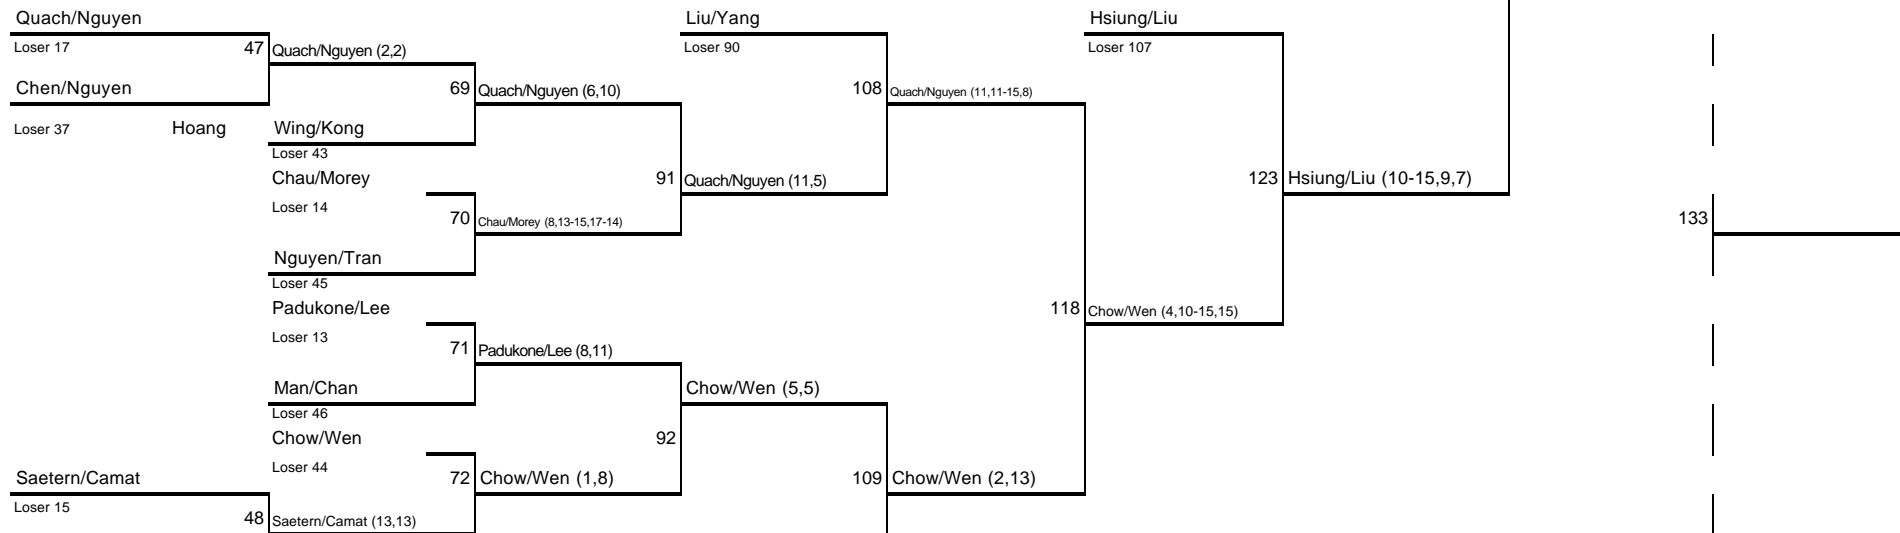 Quach/Nguyen Liu/Yang Hsiung/Liu
Loser 17 47 Quach/Nguyen (2,2) Loser 90 Loser 107
Chen/Nguyen 69 Quach/Nguyen (6,10) 108 Quach/Nguyen (11,11-15,8)
Loser 37 Hoang Wing/Kong
Loser 43
Chau/Morey 91 Quach/Nguyen (11,5) 123 Hsiung/Liu (10-15,9,7)
Loser 14
70 Chau/Morey (8,13-15,17-14) 133
Nguyen/Tran
Loser 45
Padukone/Lee 118 Chow/Wen (4,10-15,15)
Loser 13
71 Padukone/Lee (8,11)
Man/Chan Chow/Wen (5,5)
Loser 46
Chow/Wen 92
Loser 44
Saetern/Camat 72 Chow/Wen (1,8) 109 Chow/Wen (2,13)
Loser 15
48 Saetern/Camat (13,13)